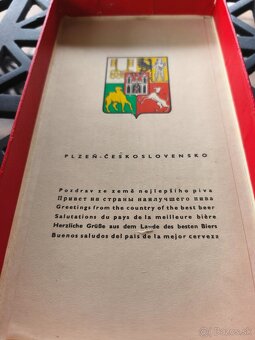 PLZEŇ-ČESKOSLOVENSKO
Pozdrav ze země nejlepšího piva
Привет из страны наилучшего пива
Greetings from the country of the best beer
Salutations du pays de la meilleure bière
Herzliche Grüße aus dem Lande des besten Biers
Buenos saludos del país de la mejor cerveza
bazos.sk